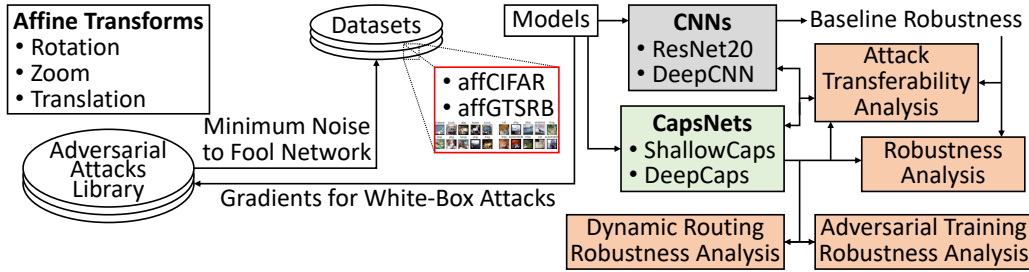 Affine Transforms
• Rotation
• Zoom
• Translation
Datasets
• affCIFAR
• affGTSRB
Adversarial
Attacks
Library
Minimum Noise
to Fool Network
Gradients for White-Box Attacks
Models
CNNs
• ResNet20
• DeepCNN
CapsNets
• ShallowCaps
• DeepCaps
Baseline Robustness
Attack
Transferability
Analysis
Robustness
Analysis
Dynamic Routing
Robustness Analysis
Adversarial Training
Robustness Analysis